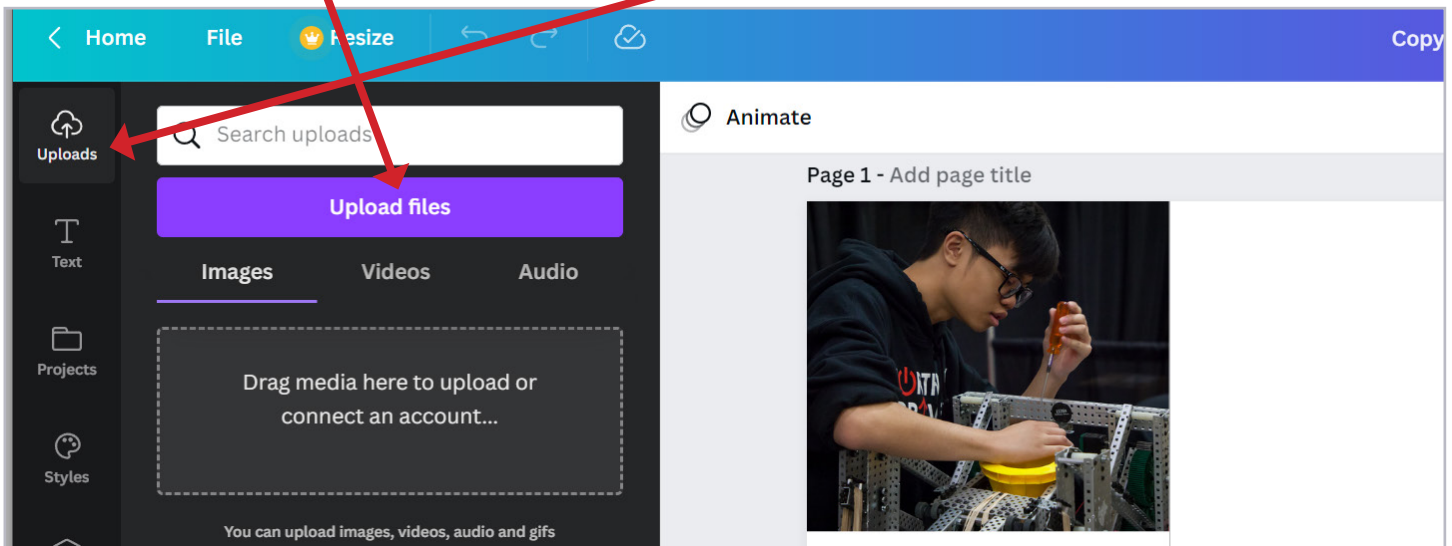 Home File Resize Copy
Uploads
Search uploads
Animate
Page 1 - Add page title
Upload files
Text
Images Videos Audio
Projects
Drag media here to upload or
connect an account...
Styles
You can upload images, videos, audio and gifs